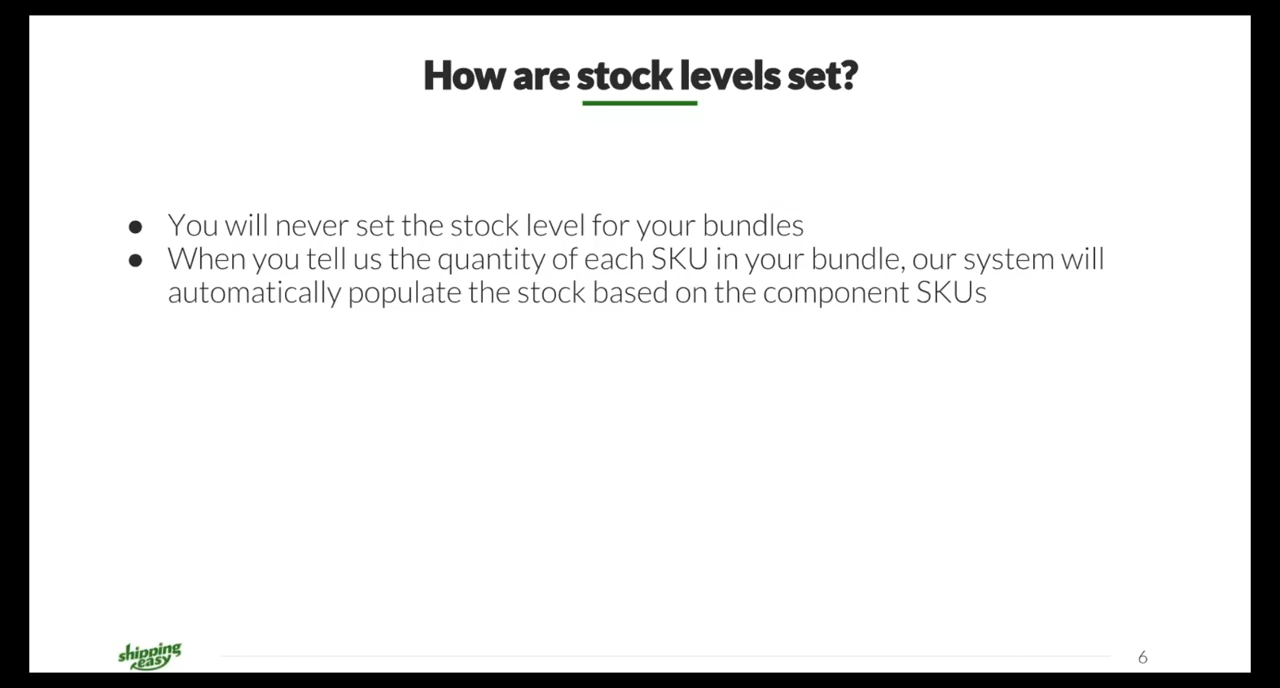 How are stock levels set?
● You will never set the stock level for your bundles
● When you tell us the quantity of each SKU in your bundle, our system will
automatically populate the stock based on the component SKUs
shipping
easy
6